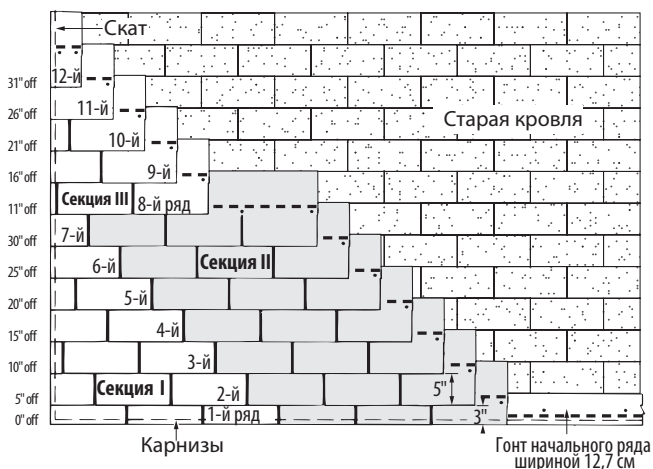 Скат
12-й
31" off
11-й
26" off
10-й
Старая кровля
21" off
9-й
16" off
Секция III
8-й ряд
11" off
7-й
30" off
6-й
Секция II
25" off
5-й
20" off
4-й
15" off
3-й
10" off
Секция I
2-й
5"
5" off
1-й ряд
3"
0" off
Карнизы
Гонт начального ряда
шириной 12,7 см